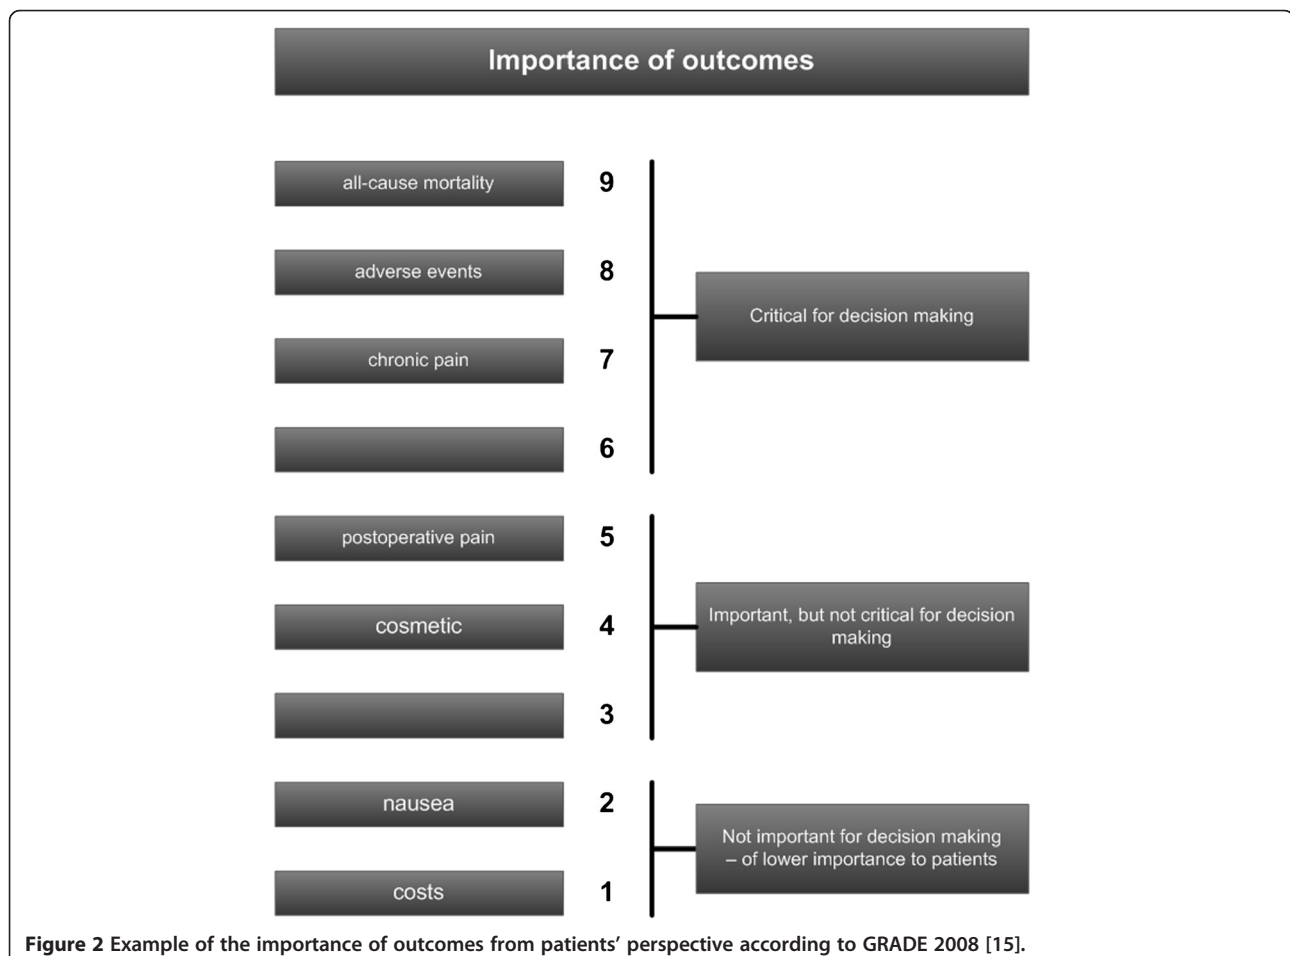 Importance of outcomes
all-cause mortality 9
adverse events 8
Critical for decision making
chronic pain 7
6
postoperative pain 5
cosmetic 4
Important, but not critical for decision
making
3
nausea 2
Not important for decision making
– of lower importance to patients
costs 1
Figure 2 Example of the importance of outcomes from patients’ perspective according to GRADE 2008 [15].